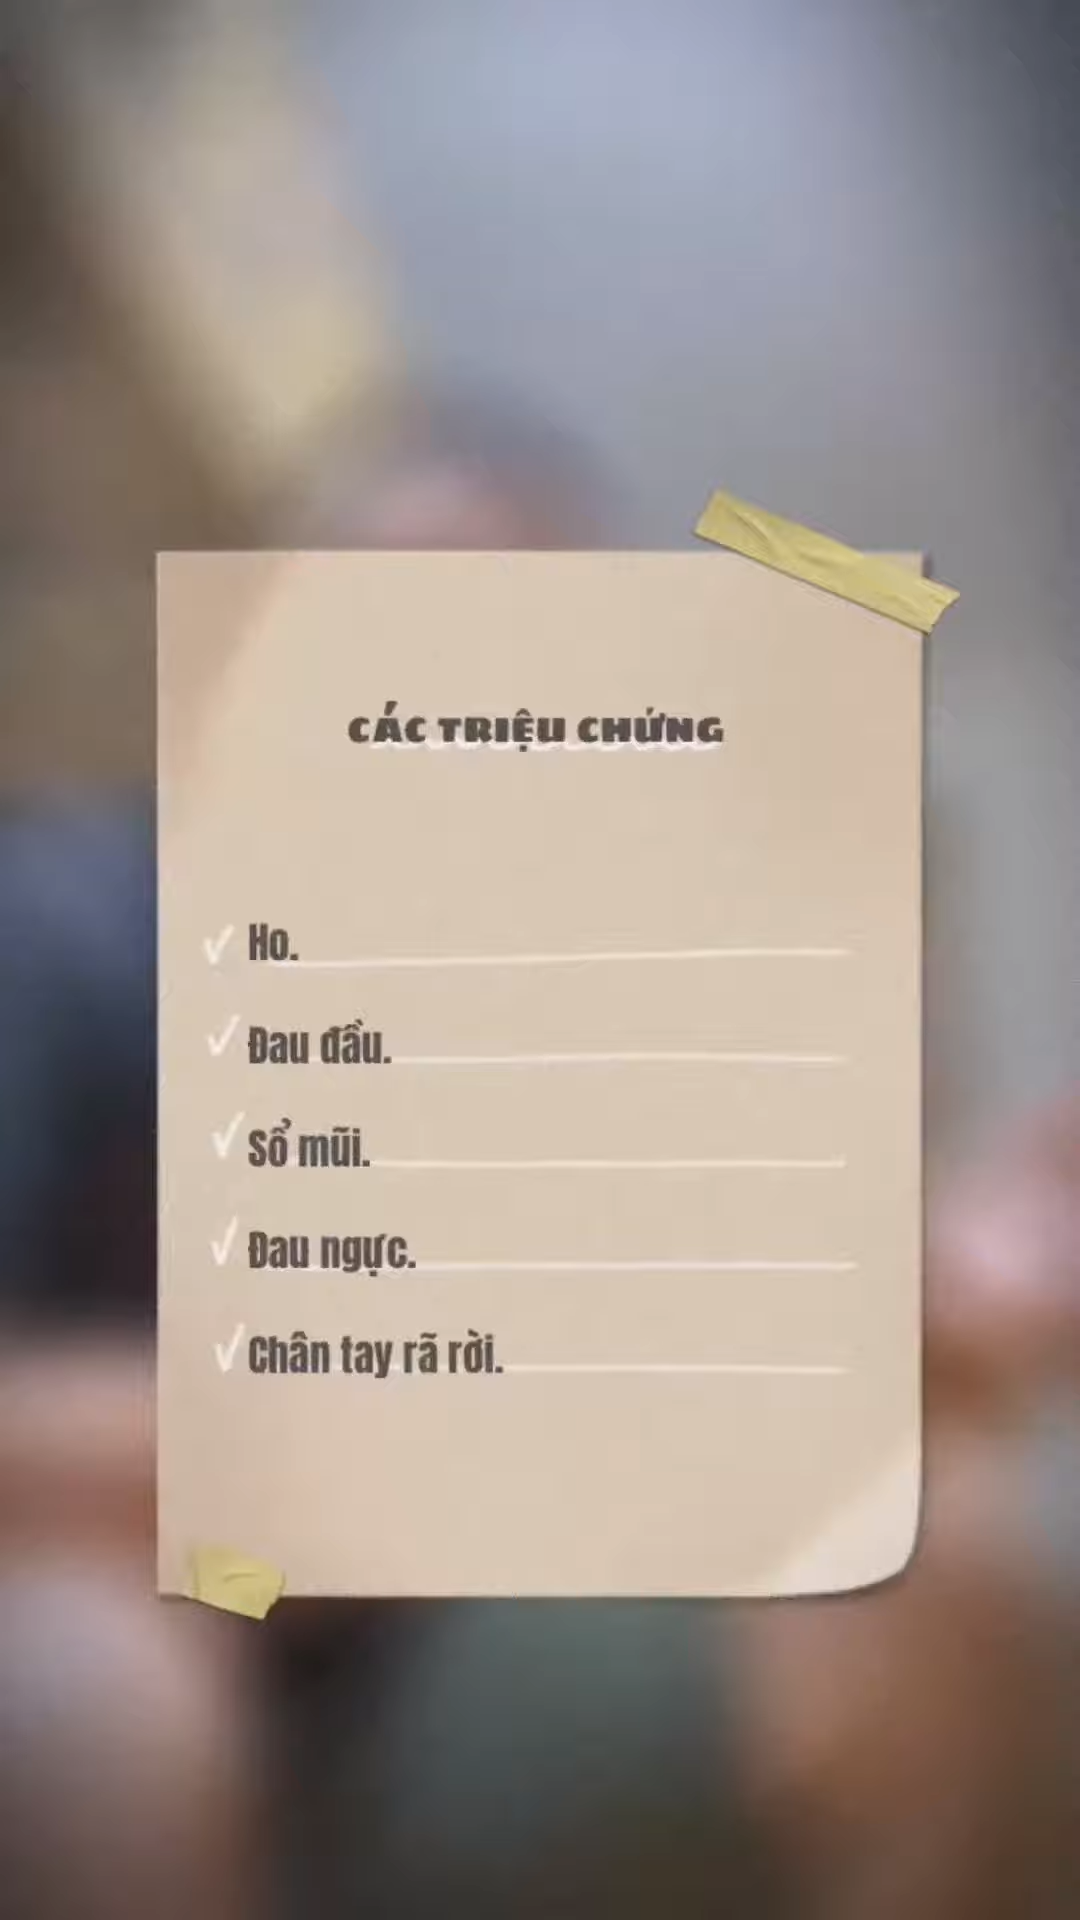 CÁC TRIỆU CHỨNG
Ho.
Đau đầu.
Sổ mũi.
Đau ngực.
Chân tay rã rời.